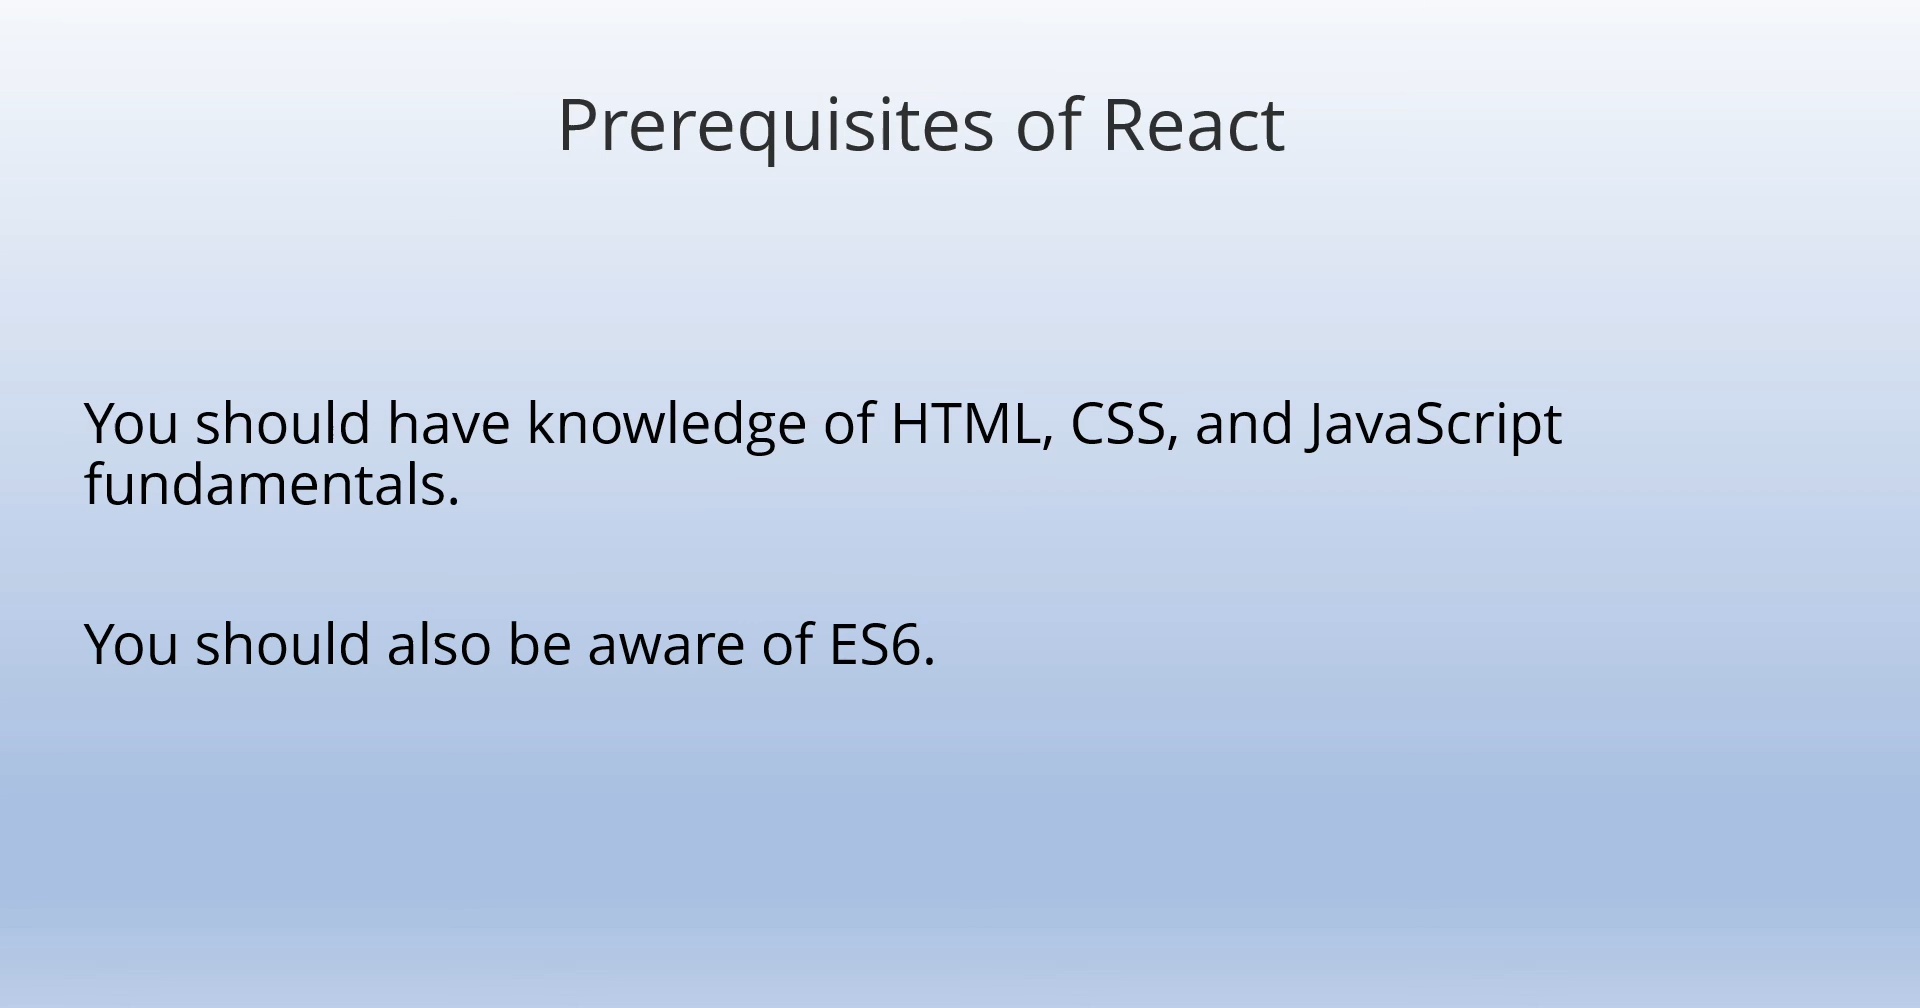 Prerequisites of React
You should have knowledge of HTML, CSS, and JavaScript
fundamentals.
You should also be aware of ES6.